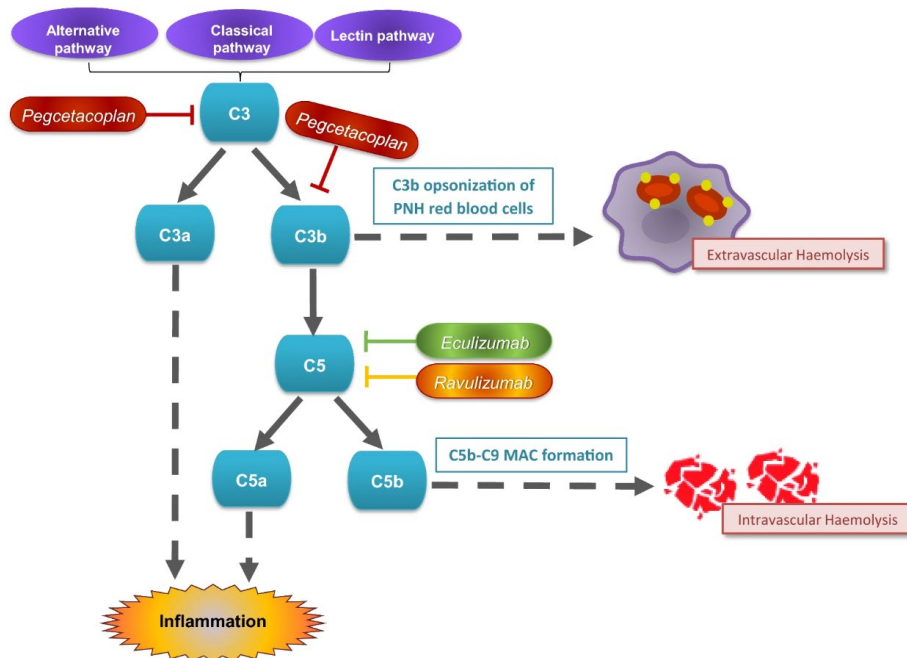 Alternative
pathway
Classical
pathway
Lectin pathway
C3
Pegcetacoplan
Pegcetacoplan
C3b opsonization of
PNH red blood cells
C3a
C3b
Extravascular Haemolysis
C5
Eculizumab
Ravulizumab
C5b-C9 MAC formation
C5a
C5b
Intravascular Haemolysis
Inflammation